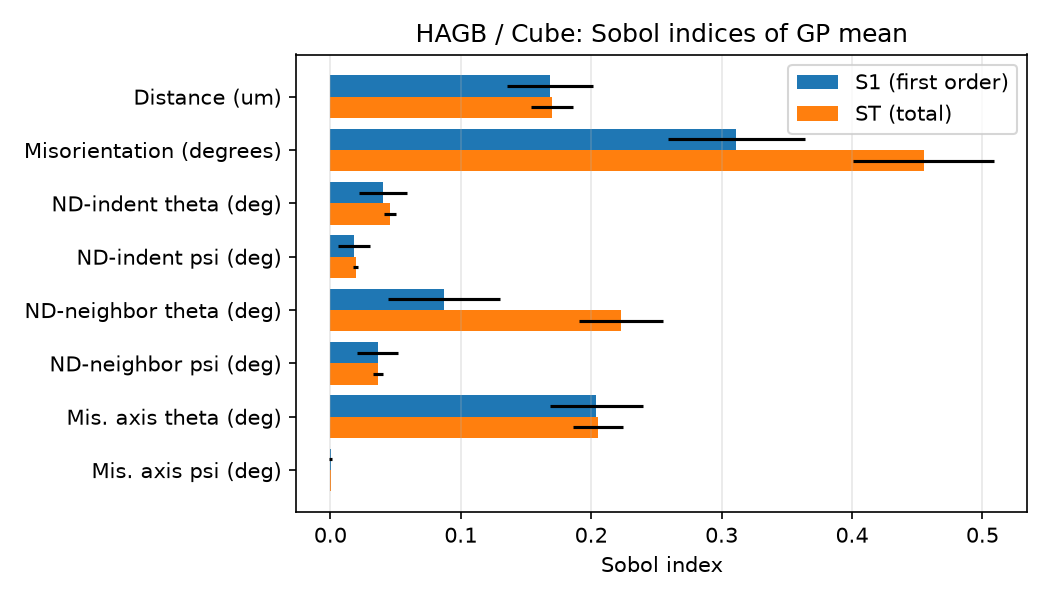 HAGB / Cube: Sobol indices of GP mean
S1 (first order)
ST (total)
Distance (um)
Misorientation (degrees)
ND-indent theta (deg)
ND-indent psi (deg)
ND-neighbor theta (deg)
ND-neighbor psi (deg)
Mis. axis theta (deg)
Mis. axis psi (deg)
0.0 0.1 0.2 0.3 0.4 0.5
Sobol index